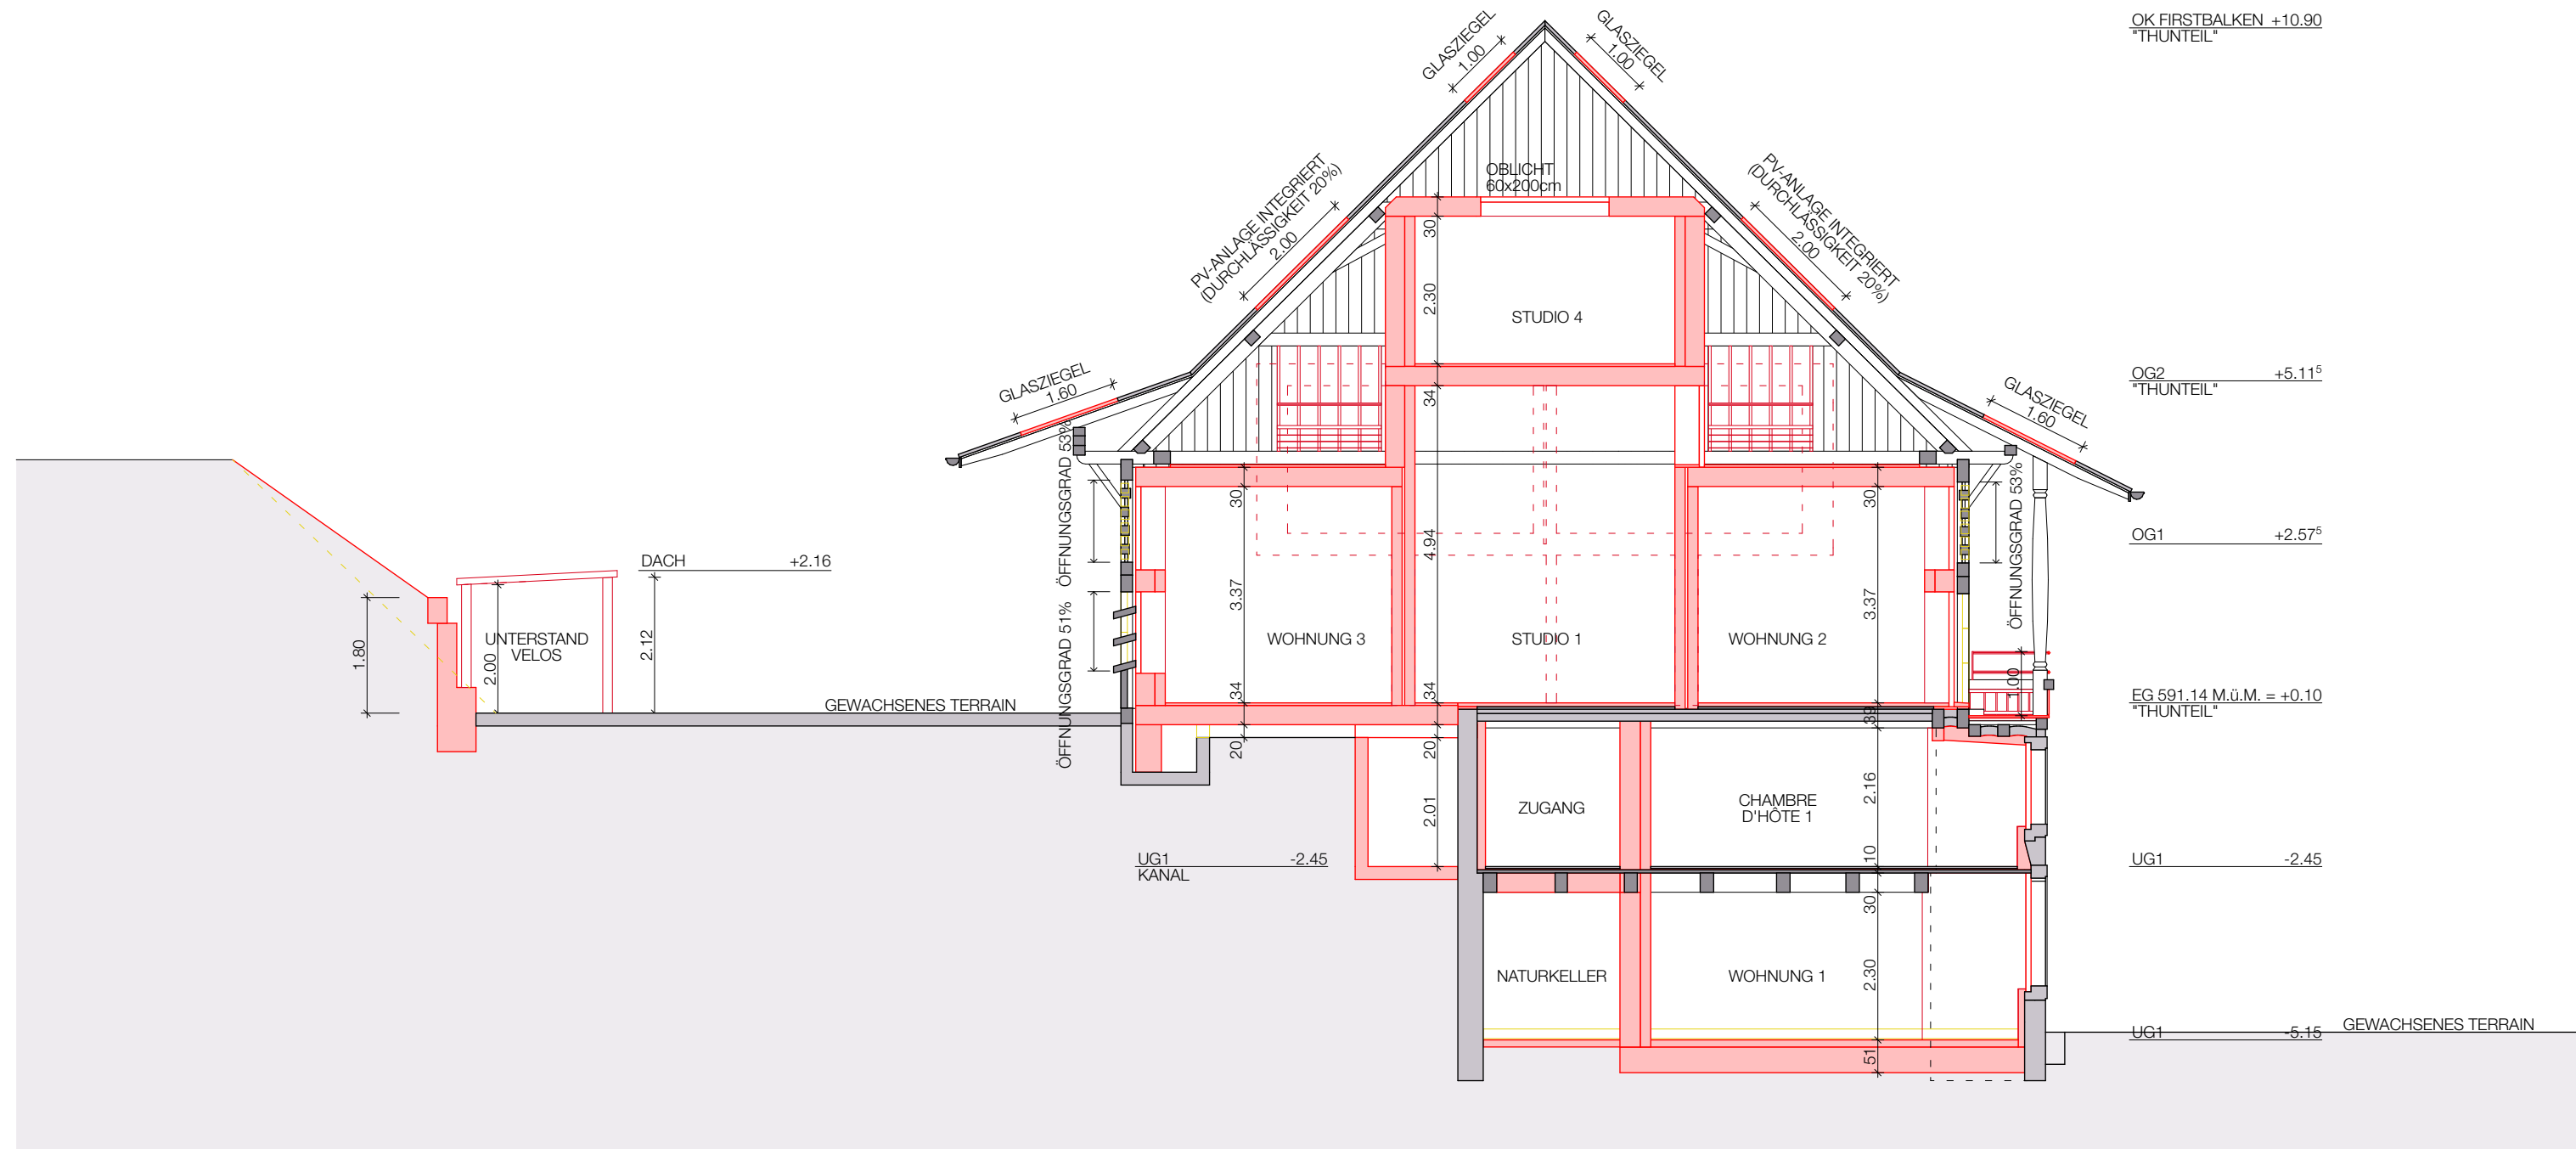 OK FIRSTBALKEN +10.90
"THUNTEIL"
GLASZIEGEL
1.00
GLASZIEGEL
1.00
OBLICHT
60x200cm
PV-ANLAGE INTEGRIERT
(DURCHLÄSSIGKEIT 20%)
2.00
PV-ANLAGE INTEGRIERT
(DURCHLÄSSIGKEIT 20%)
2.00
30
2.30
STUDIO 4
GLASZIEGEL
1.60
GLASZIEGEL
1.60
OG2 +5.11⁵
"THUNTEIL"
34
ÖFFNUNGSGRAD 53%
ÖFFNUNGSGRAD 53%
30
30
4.94
OG1 +2.57⁵
DACH +2.16
3.37
3.37
1.80
UNTERSTAND
VELOS
2.00
2.12
ÖFFNUNGSGRAD 51%
WOHNUNG 3
STUDIO 1
WOHNUNG 2
1.00
34
34
39
EG 591.14 M.ü.M. = +0.10
"THUNTEIL"
GEWACHSENES TERRAIN
20
20
2.01
2.16
ZUGANG
CHAMBRE
D'HÔTE 1
10
UG1 -2.45
KANAL
UG1 -2.45
30
2.30
NATURKELLER
WOHNUNG 1
51
UG1 -5.15
GEWACHSENES TERRAIN